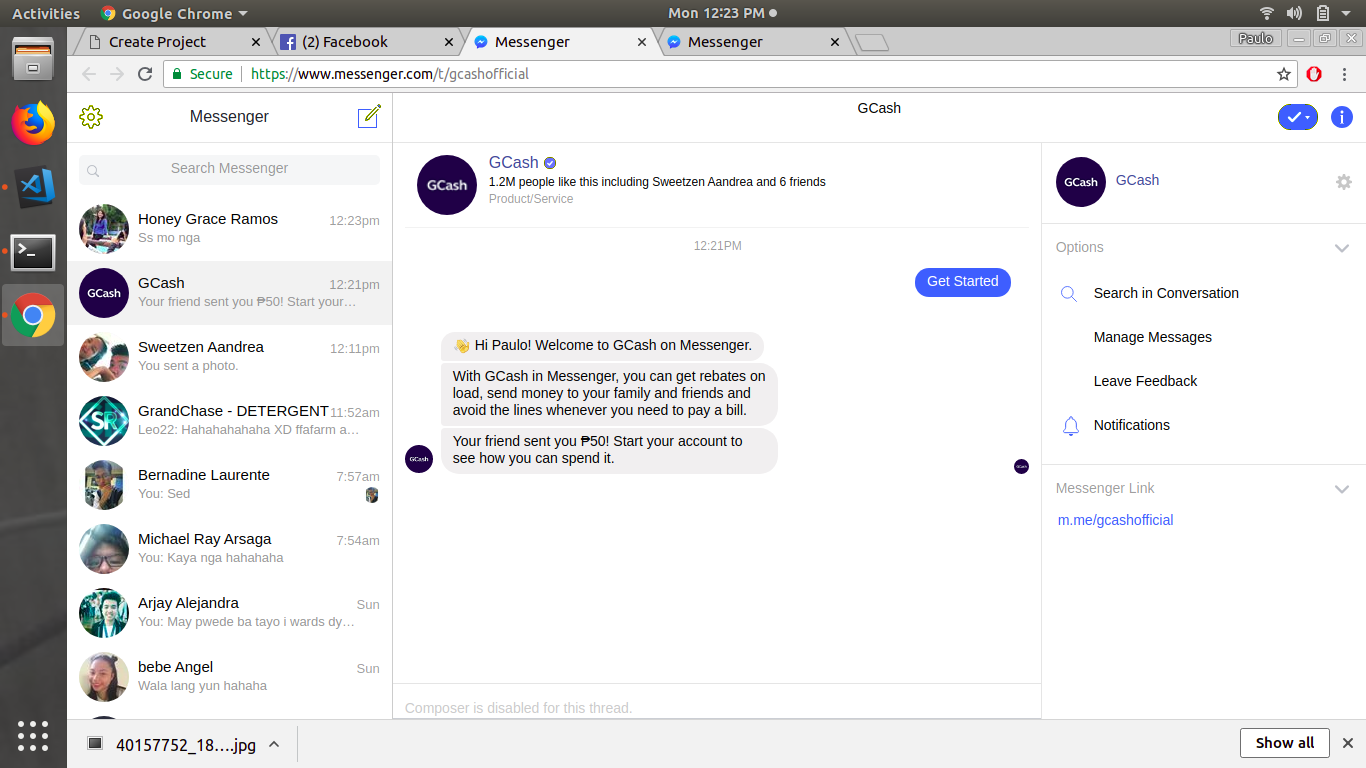 Activities
Google Chrome
Mon 12:23 PM
Create Project
(2) Facebook
Messenger
Messenger
Paulo
Secure
https://www.messenger.com/t/gcashofficial
Messenger
Search Messenger
Honey Grace Ramos 12:23pm
Ss mo nga
GCash
GCash 12:21pm
Your friend sent you ₱50! Start your…
Sweetzen Aandrea 12:11pm
You sent a photo.
SR
GrandChase - DETERGENT 11:52am
Leo22: Hahahahahaha XD ffafarm a…
Bernadine Laurente 7:57am
You: Sed
Michael Ray Arsaga 7:54am
You: Kaya nga hahahaha
Arjay Alejandra Sun
You: May pwede ba tayo i wards dy…
bebe Angel Sun
Wala lang yun hahaha
GCash
GCash
GCash
1.2M people like this including Sweetzen Aandrea and 6 friends
Product/Service
12:21PM
Get Started
👋 Hi Paulo! Welcome to GCash on Messenger.
With GCash in Messenger, you can get rebates on
load, send money to your family and friends and
avoid the lines whenever you need to pay a bill.
Your friend sent you ₱50! Start your account to
see how you can spend it.
GCash
GCash
Composer is disabled for this thread.
GCash
GCash
Options
Search in Conversation
Manage Messages
Leave Feedback
Notifications
Messenger Link
m.me/gcashofficial
40157752_18....jpg
Show all